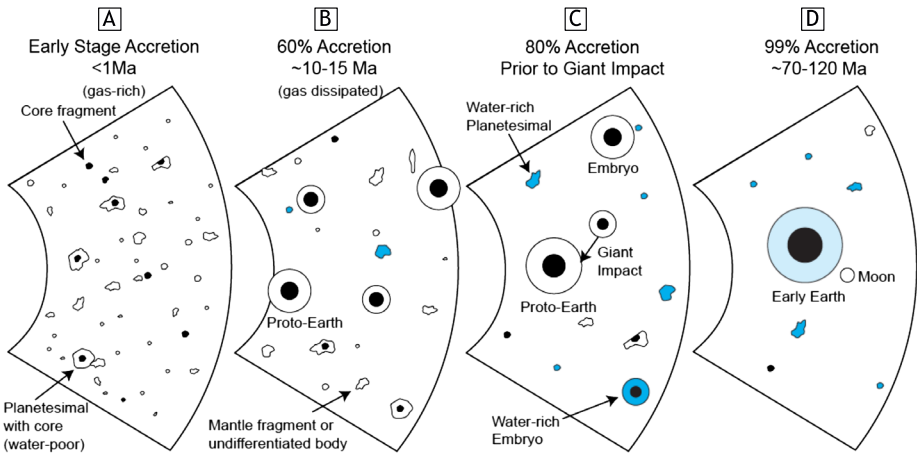 A
Early Stage Accretion
<1Ma
(gas-rich)
Core fragment
Planetesimal
with core
(water-poor)
B
60% Accretion
~10-15 Ma
(gas dissipated)
Proto-Earth
Mantle fragment or
undifferentiated body
C
80% Accretion
Prior to Giant Impact
Water-rich
Planetesimal
Embryo
Giant
Impact
Proto-Earth
Water-rich
Embryo
D
99% Accretion
~70-120 Ma
Moon
Early Earth